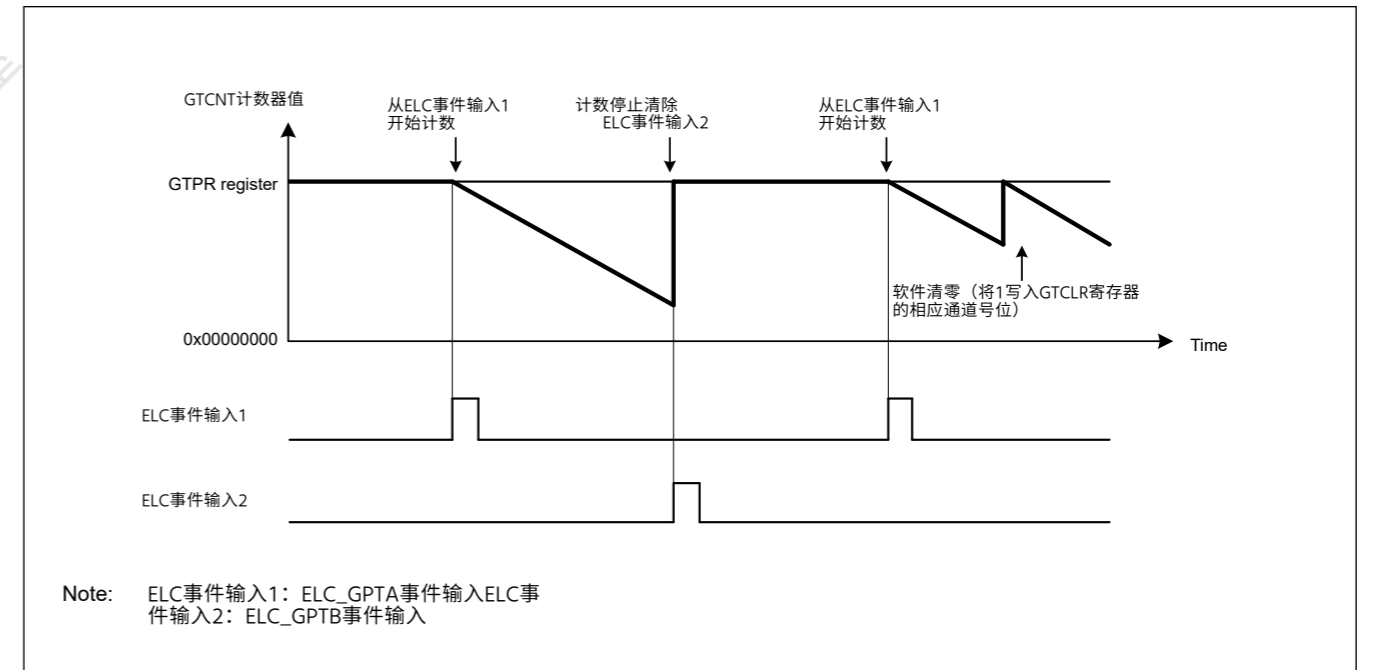 GTCNT计数器值
从ELC事件输入1
开始计数
计数停止清除
ELC事件输入2
从ELC事件输入1
开始计数
GTPR register
软件清零（将1写入GTCLR寄存器
的相应通道号位）
0x00000000
Time
ELC事件输入1
ELC事件输入2
Note: ELC事件输入1：ELC_GPTA事件输入ELC事
件输入2：ELC_GPTB事件输入